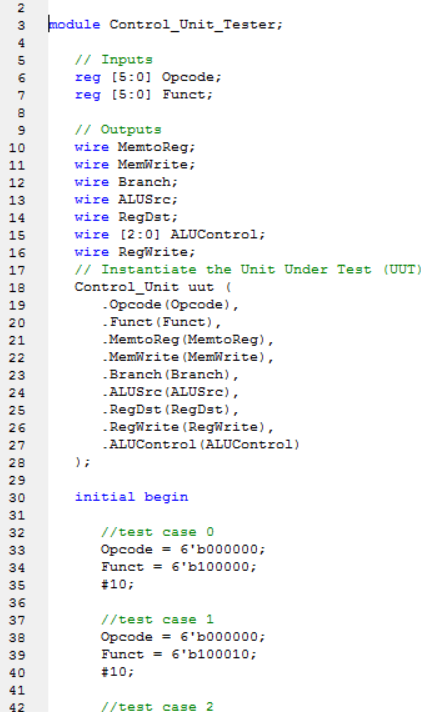 2
3 module Control_Unit_Tester;
4
5 // Inputs
6 reg [5:0] Opcode;
7 reg [5:0] Funct;
8
9 // Outputs
10 wire MemtoReg;
11 wire MemWrite;
12 wire Branch;
13 wire ALUSrc;
14 wire RegDst;
15 wire [2:0] ALUControl;
16 wire RegWrite;
17 // Instantiate the Unit Under Test (UUT)
18 Control_Unit uut (
19 .Opcode(Opcode),
20 .Funct(Funct),
21 .MemtoReg(MemtoReg),
22 .MemWrite(MemWrite),
23 .Branch(Branch),
24 .ALUSrc(ALUSrc),
25 .RegDst(RegDst),
26 .RegWrite(RegWrite),
27 .ALUControl(ALUControl)
28 );
29
30 initial begin
31
32 //test case 0
33 Opcode = 6'b000000;
34 Funct = 6'b100000;
35 #10;
36
37 //test case 1
38 Opcode = 6'b000000;
39 Funct = 6'b100010;
40 #10;
41
42 //test case 2